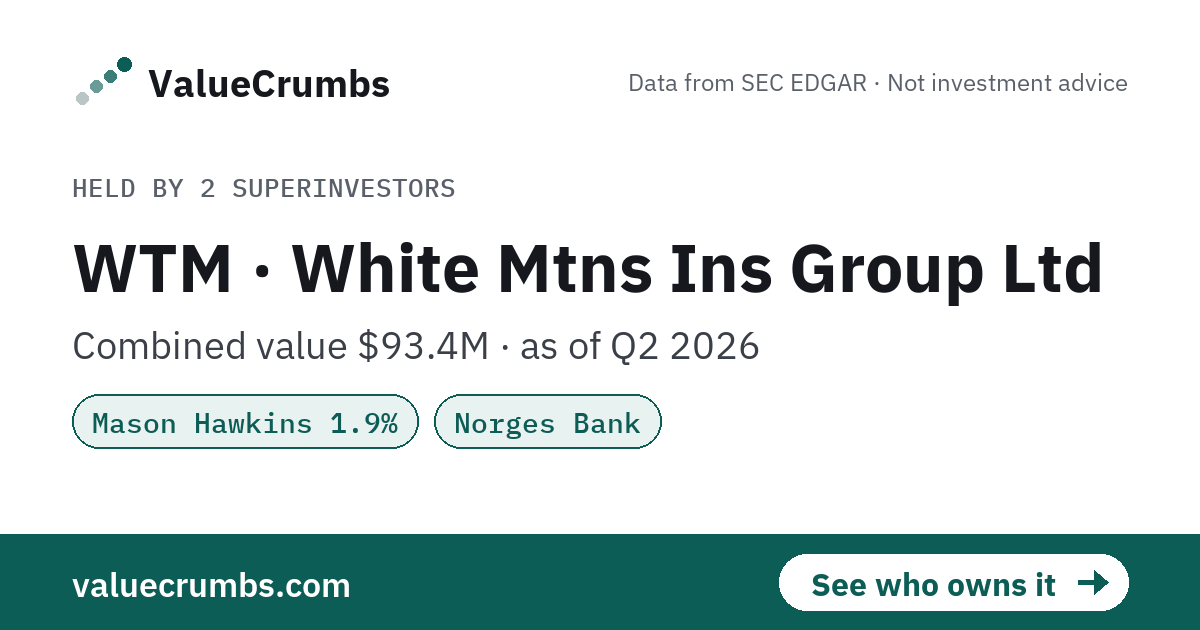 ValueCrumbs
Data from SEC EDGAR · Not investment advice
HELD BY 2 SUPERINVESTORS
WTM · White Mtns Ins Group Ltd
Combined value $93.4M · as of Q2 2026
Mason Hawkins 1.9%
Norges Bank
valuecrumbs.com
See who owns it